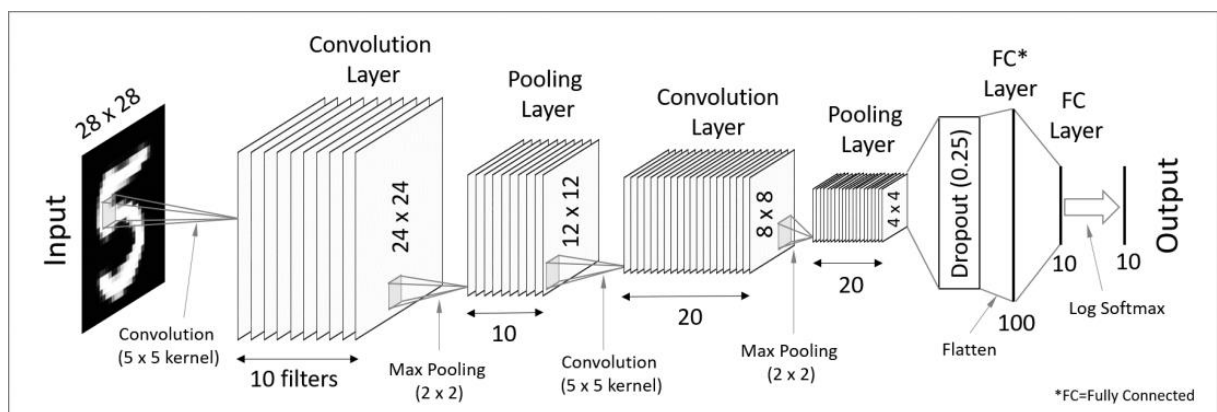 Input
28 x 28
Convolution
(5 x 5 kernel)
Convolution
Layer
24 x 24
10 filters
Max Pooling
(2 x 2)
Pooling
Layer
12 x 12
10
Convolution
(5 x 5 kernel)
Convolution
Layer
8 x 8
20
Max Pooling
(2 x 2)
Pooling
Layer
4 x 4
20
Dropout (0.25)
Flatten
FC*
Layer
100
FC
Layer
10
Log Softmax
10
Output
*FC=Fully Connected